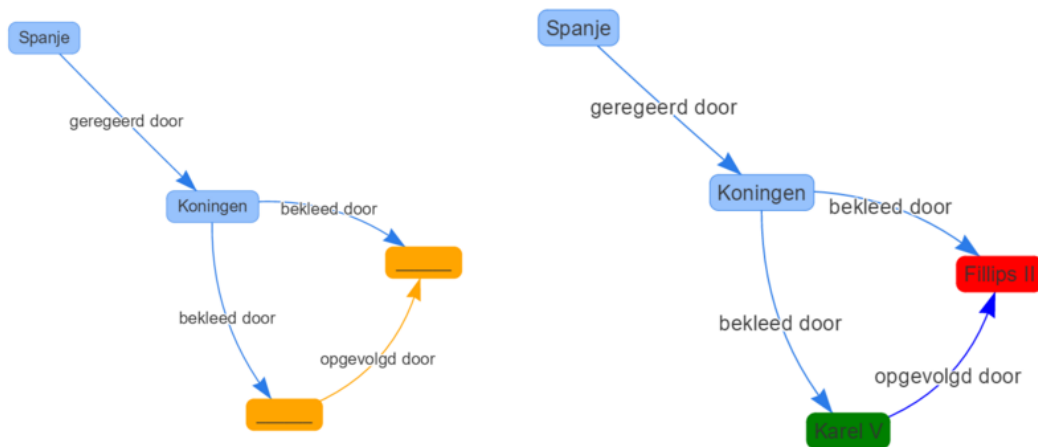 Spanje
geregeerd door
Koningen
bekleed door
______
bekleed door
opgevolgd door
______
Spanje
geregeerd door
Koningen
bekleed door
Fillips II
bekleed door
opgevolgd door
Karel V